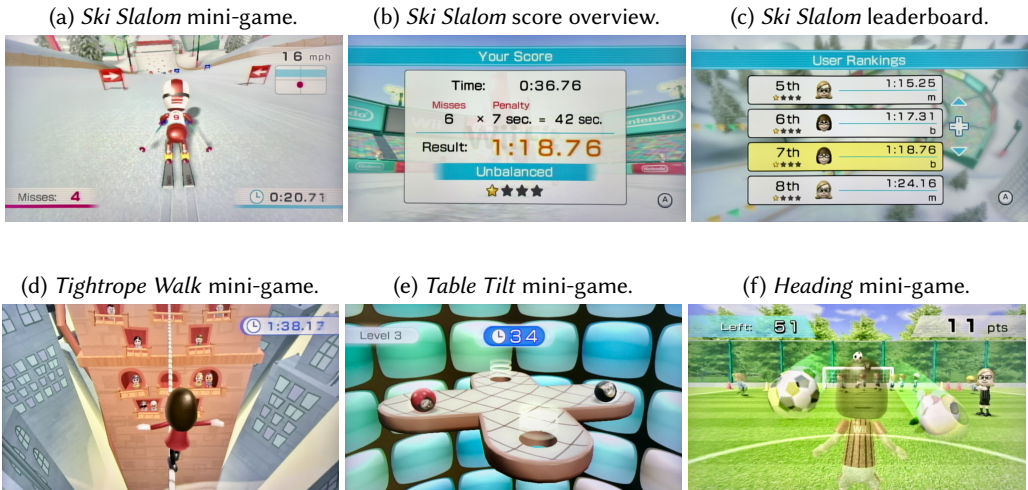 (a) Ski Slalom mini-game.
16 mph
9
Misses: 4
0:20.71
(b) Ski Slalom score overview.
Your Score
Time: 0:36.76
Misses Penalty
6 × 7 sec. = 42 sec.
Result: 1:18.76
Unbalanced
Nintendo
Nintendo
A
(c) Ski Slalom leaderboard.
User Rankings
5th 1:15.25
m
6th 1:17.31
b
7th 1:18.76
b
8th 1:24.16
m
A
(d) Tightrope Walk mini-game.
1:38.17
(e) Table Tilt mini-game.
Level 3
34
(f) Heading mini-game.
Left: 51
11 pts